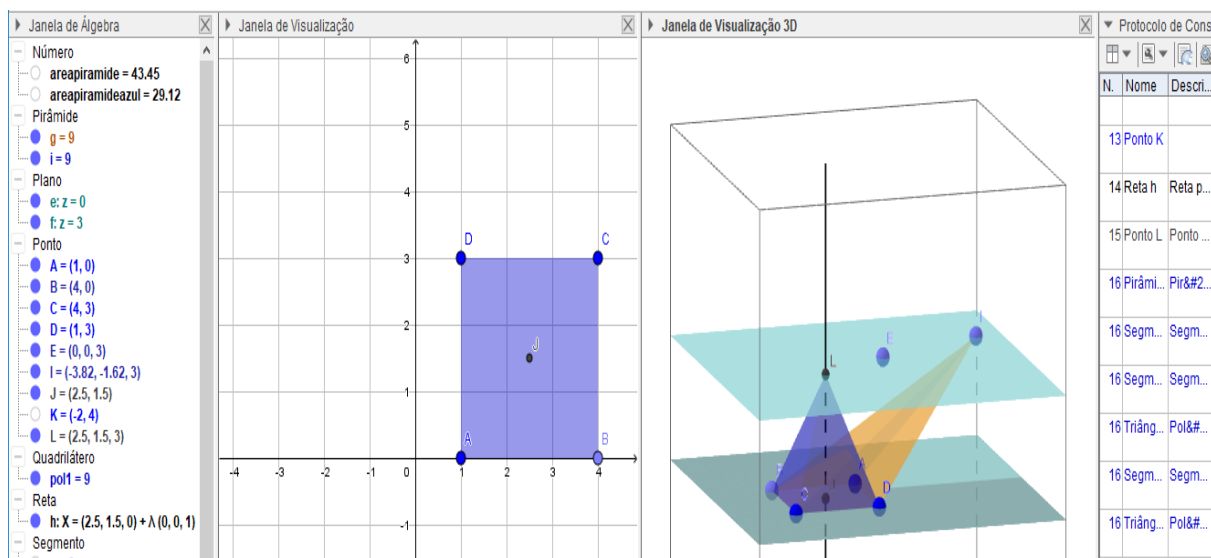 Janela de Álgebra
Número
areapiramide = 43.45
areapiramideazul = 29.12
Pirâmide
g = 9
i = 9
Plano
e: z = 0
f: z = 3
Ponto
A = (1, 0)
B = (4, 0)
C = (4, 3)
D = (1, 3)
E = (0, 0, 3)
I = (-3.82, -1.62, 3)
J = (2.5, 1.5)
K = (-2, 4)
L = (2.5, 1.5, 3)
Quadrilátero
pol1 = 9
Reta
h: X = (2.5, 1.5, 0) + λ (0, 0, 1)
Segmento
Janela de Visualização
6
5
4
3
2
1
0
-1
-4
-3
-2
-1
0
1
2
3
4
D
C
J
A
B
Janela de Visualização 3D
I
E
L
A
D
Protocolo de Cons
N. Nome Descri...
13 Ponto K
14 Reta h Reta p...
15 Ponto L Ponto ...
16 Pirâmi... Pir&#2...
16 Segm... Segm...
16 Segm... Segm...
16 Triâng... Pol&#...
16 Segm... Segm...
16 Triâng... Pol&#...